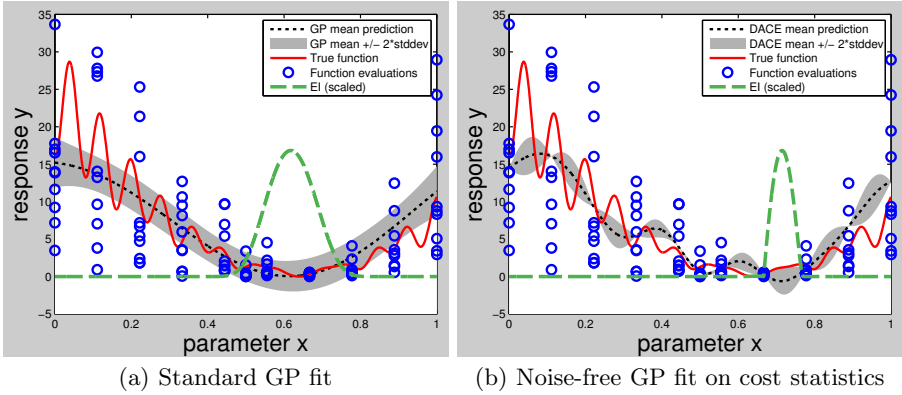 35
30
25
20
15
10
5
0
−5
0
0.2
0.4
0.6
0.8
1
response y
parameter x
GP mean prediction
GP mean +/− 2*stddev
True function
Function evaluations
EI (scaled)
(a) Standard GP fit
35
30
25
20
15
10
5
0
−5
0
0.2
0.4
0.6
0.8
1
response y
parameter x
DACE mean prediction
DACE mean +/− 2*stddev
True function
Function evaluations
EI (scaled)
(b) Noise-free GP fit on cost statistics